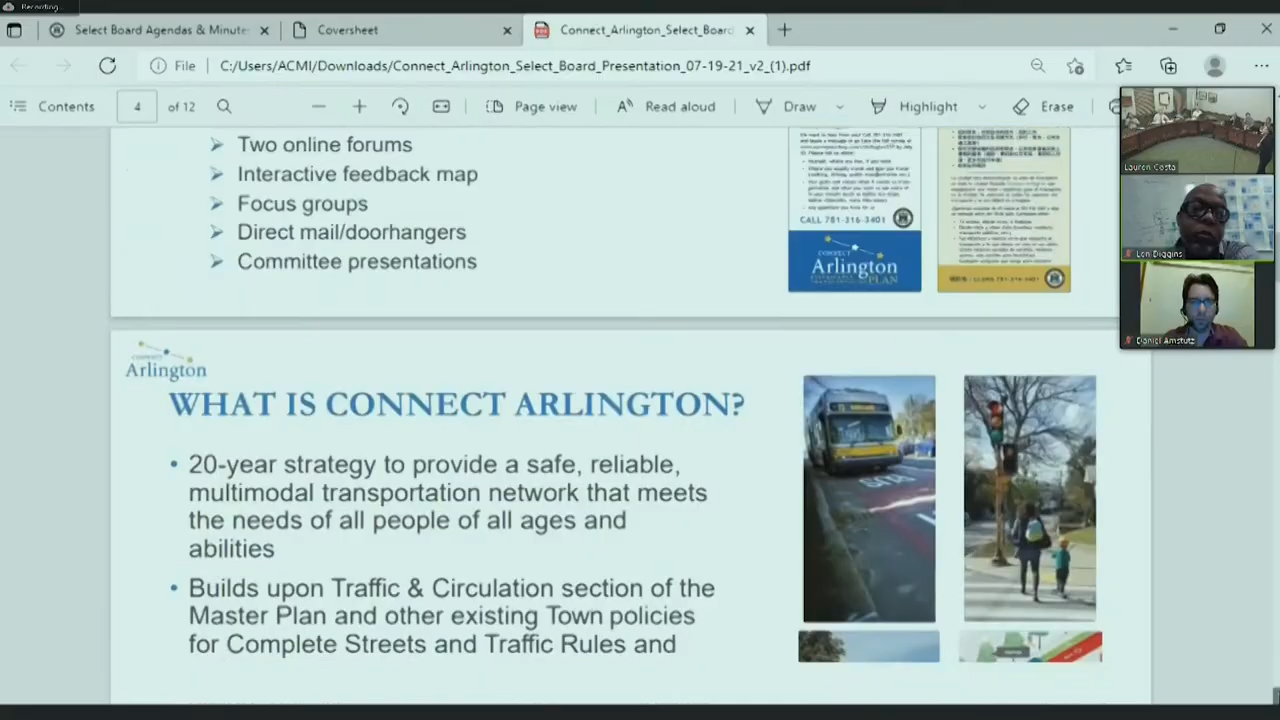 Recording...
Select Board Agendas & Minute
Coversheet
Connect_Arlington_Select_Board
File
C:/Users/ACMI/Downloads/Connect_Arlington_Select_Board_Presentation_07-19-21_v2_(1).pdf
Contents
4
of 12
Page view
Read aloud
Draw
Highlight
Erase
Two online forums
Interactive feedback map
Focus groups
Direct mail/doorhangers
Committee presentations
CALL 781-316-3401
CONNECT
Arlington
PLAN
Lauren Costa
Len Diggins
Daniel Amstutz
CONNECT
Arlington
WHAT IS CONNECT ARLINGTON?
• 20-year strategy to provide a safe, reliable,
multimodal transportation network that meets
the needs of all people of all ages and
abilities
• Builds upon Traffic & Circulation section of the
Master Plan and other existing Town policies
for Complete Streets and Traffic Rules and